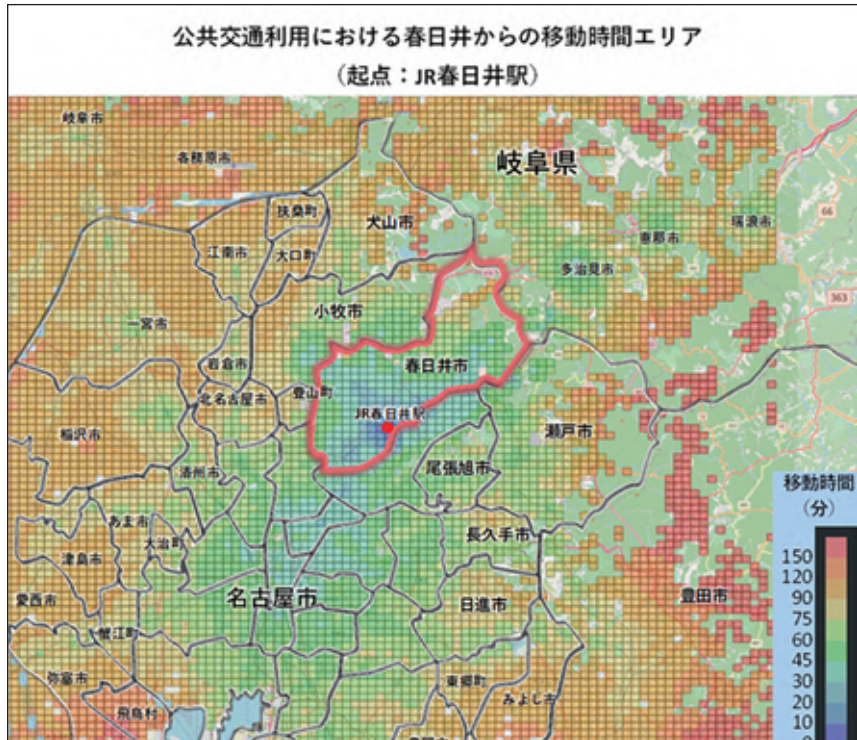 公共交通利用における春日井からの移動時間エリア
(起点：JR春日井駅)
岐阜市
各務原市
岐阜県
扶桑町
犬山市
瑞浪市
恵那市
66
江南市
大口町
多治見市
363
小牧市
一宮市
岩倉市
春日井市
登山町
北名古屋市
JR春日井駅
稲沢市
瀬戸市
尾張旭市
清州市
移動時間
(分)
あま市
大治町
長久手市
津島市
150
120
愛西市
名古屋市
日進市
豊田市
90
75
蟹江町
60
45
弥富市
東郷町
30
みよし市
20
飛鳥村
10